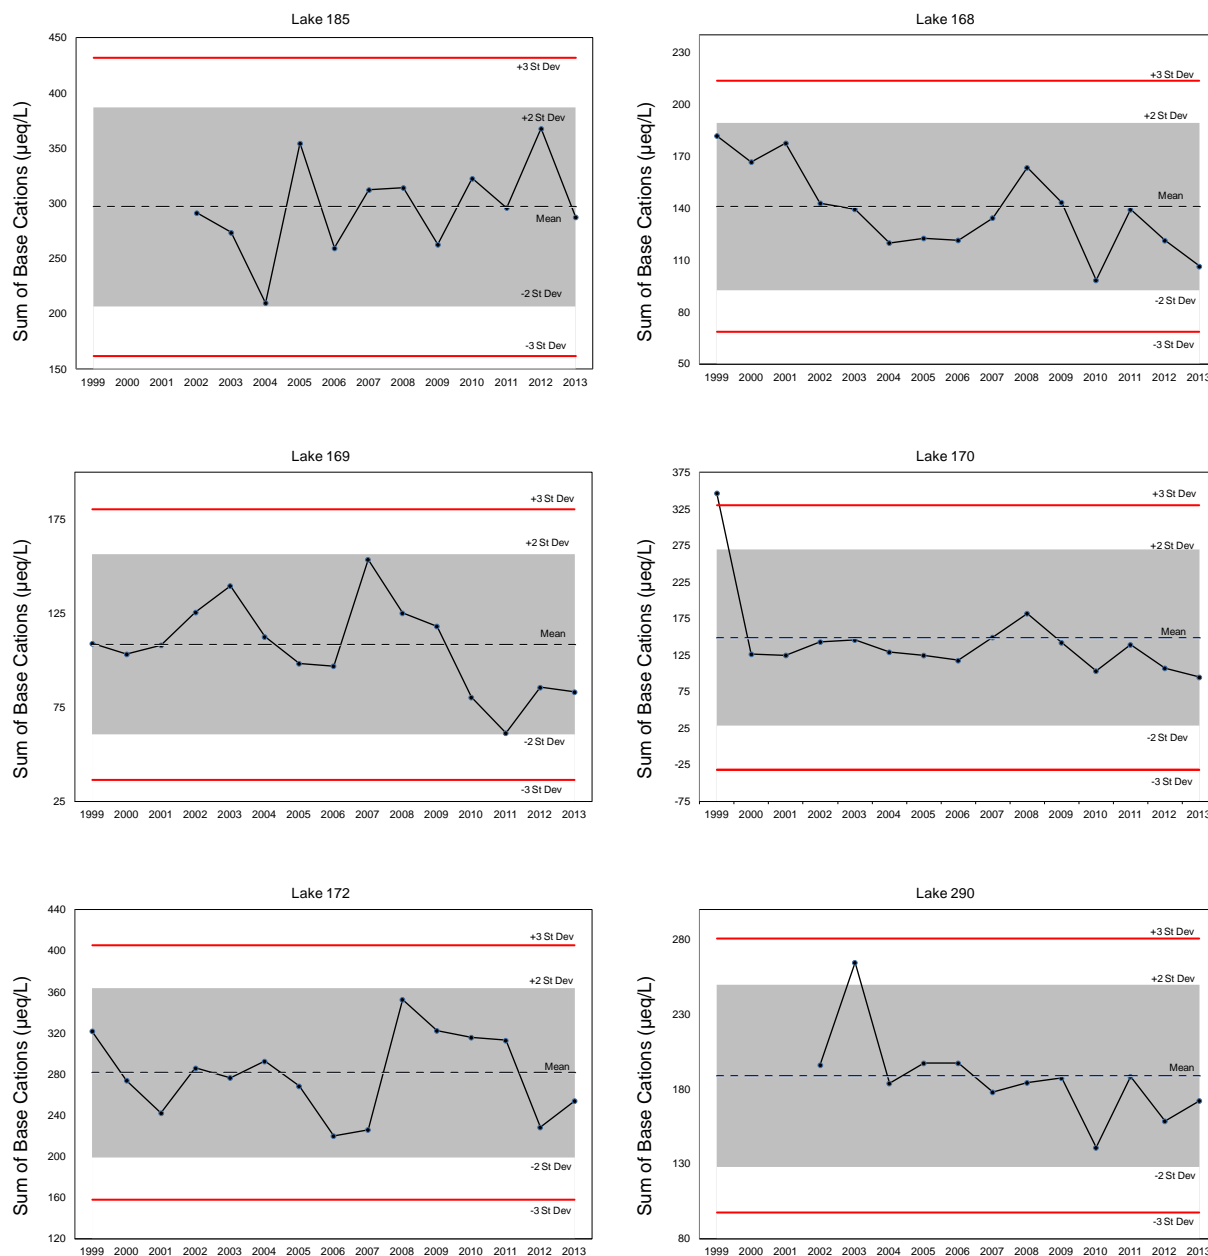 Lake 185
Sum of Base Cations (µeq/L)
450
400
350
300
250
200
150
+3 St Dev
+2 St Dev
Mean
-2 St Dev
-3 St Dev
1999 2000 2001 2002 2003 2004 2005 2006 2007 2008 2009 2010 2011 2012 2013
Lake 168
Sum of Base Cations (µeq/L)
230
200
170
140
110
80
50
+3 St Dev
+2 St Dev
Mean
-2 St Dev
-3 St Dev
1999 2000 2001 2002 2003 2004 2005 2006 2007 2008 2009 2010 2011 2012 2013
Lake 169
Sum of Base Cations (µeq/L)
175
125
75
25
+3 St Dev
+2 St Dev
Mean
-2 St Dev
-3 St Dev
1999 2000 2001 2002 2003 2004 2005 2006 2007 2008 2009 2010 2011 2012 2013
Lake 170
Sum of Base Cations (µeq/L)
375
325
275
225
175
125
75
25
-25
-75
+3 St Dev
+2 St Dev
Mean
-2 St Dev
-3 St Dev
1999 2000 2001 2002 2003 2004 2005 2006 2007 2008 2009 2010 2011 2012 2013
Lake 172
Sum of Base Cations (µeq/L)
440
400
360
320
280
240
200
160
120
+3 St Dev
+2 St Dev
Mean
-2 St Dev
-3 St Dev
1999 2000 2001 2002 2003 2004 2005 2006 2007 2008 2009 2010 2011 2012 2013
Lake 290
Sum of Base Cations (µeq/L)
280
230
180
130
80
+3 St Dev
+2 St Dev
Mean
-2 St Dev
-3 St Dev
1999 2000 2001 2002 2003 2004 2005 2006 2007 2008 2009 2010 2011 2012 2013